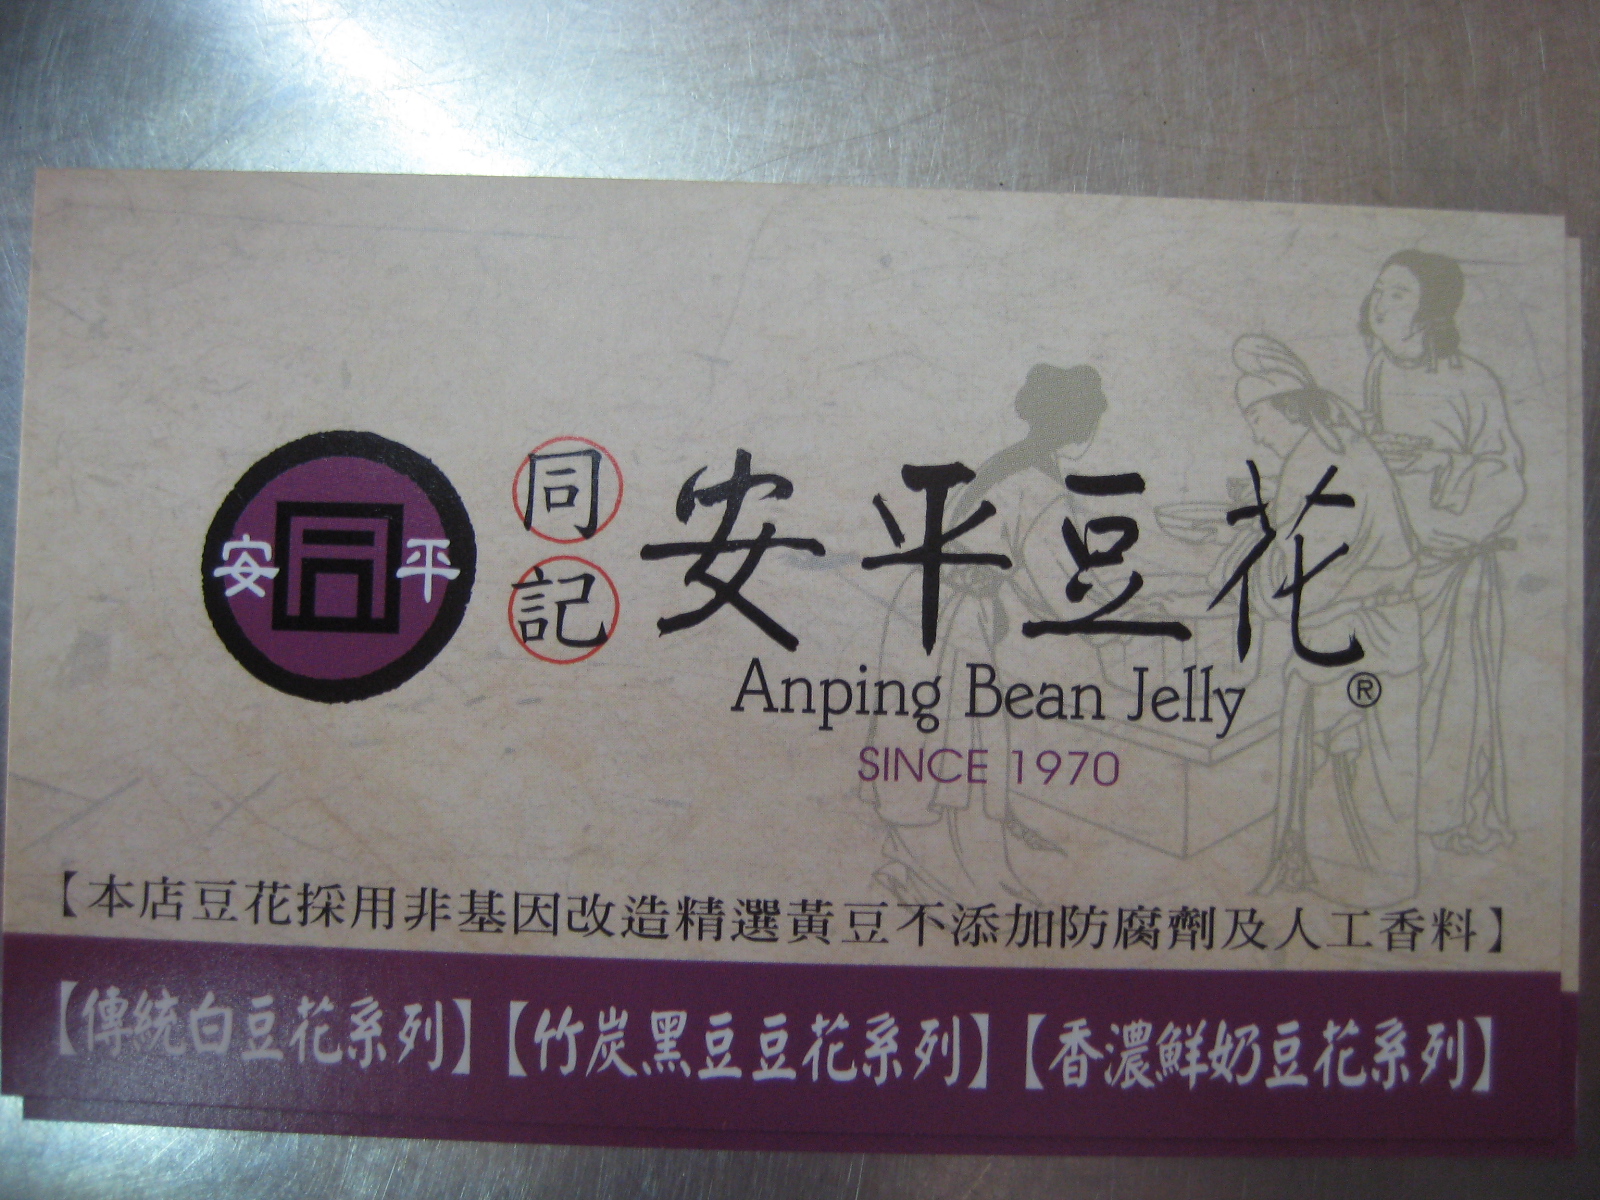 安同平
同記
安平豆花
Anping Bean Jelly ®
SINCE 1970
【本店豆花採用非基因改造精選黃豆不添加防腐劑及人工香料】
【傳統白豆花系列】【竹炭黑豆豆花系列】【香濃鮮奶豆花系列】